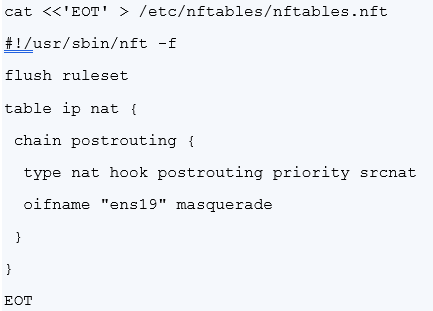 cat <<'EOT' > /etc/nftables/nftables.nft
#!/usr/sbin/nft -f
flush ruleset
table ip nat {
 chain postrouting {
  type nat hook postrouting priority srcnat
  oifname "ens19" masquerade
 }
}
EOT